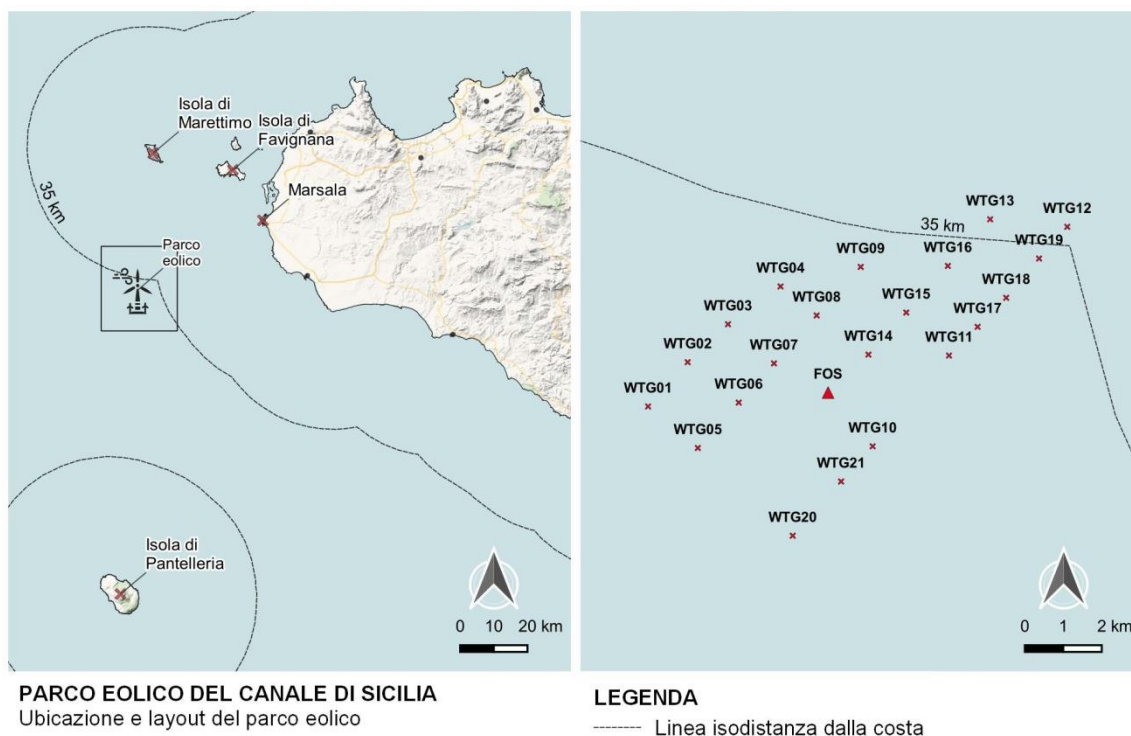 Isola di
Marettimo
Isola di
Favignana
Marsala
35 km
Parco
eolico
Isola di
Pantelleria
0 10 20 km
WTG13
WTG12
35 km
WTG19
WTG09
WTG16
WTG04
WTG18
WTG03
WTG08
WTG15
WTG17
WTG02
WTG07
WTG14
WTG11
FOS
WTG01
WTG06
WTG05
WTG10
WTG21
WTG20
0 1 2 km
PARCO EOLICO DEL CANALE DI SICILIA
Ubicazione e layout del parco eolico
LEGENDA
Linea isodistanza dalla costa